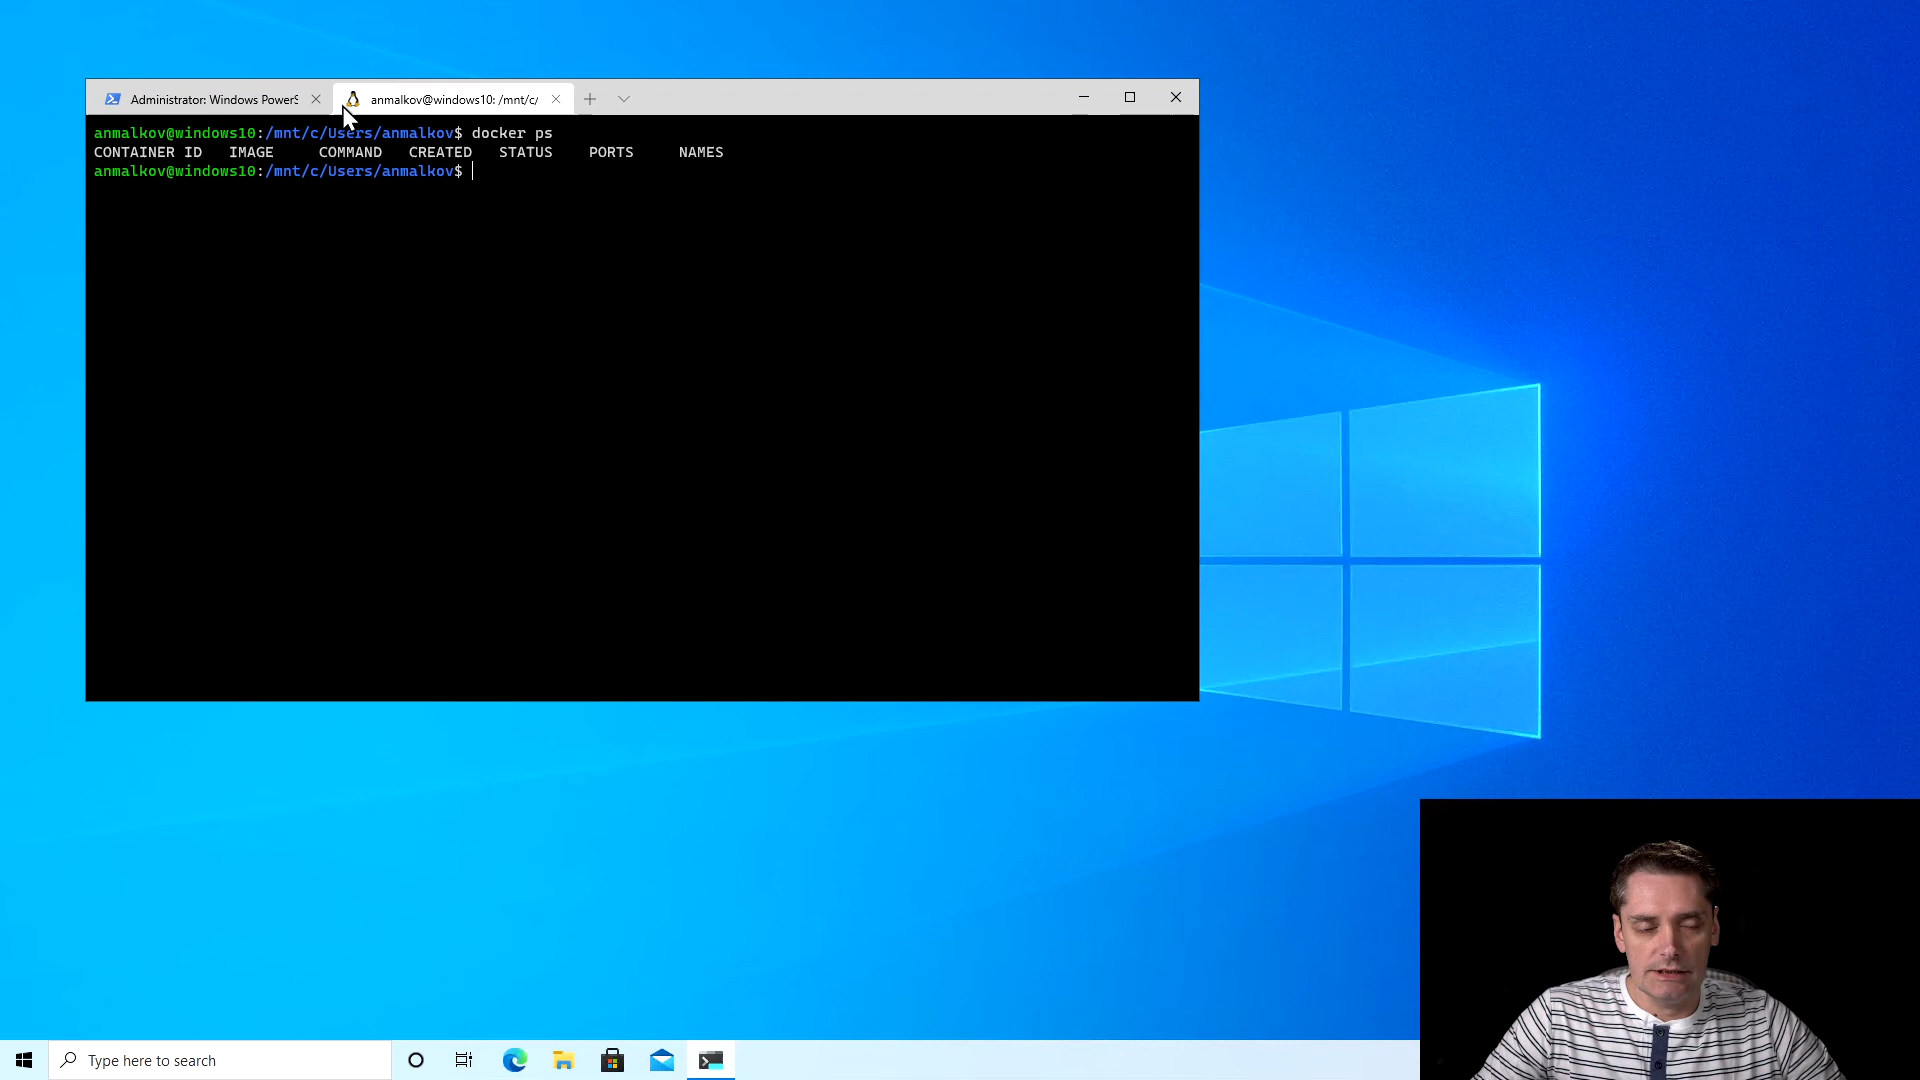 Administrator: Windows PowerS
anmalkov@windows10: /mnt/c/
anmalkov@windows10:/mnt/c/Users/anmalkov$ docker ps
CONTAINER ID   IMAGE     COMMAND   CREATED   STATUS    PORTS     NAMES
anmalkov@windows10:/mnt/c/Users/anmalkov$
Type here to search